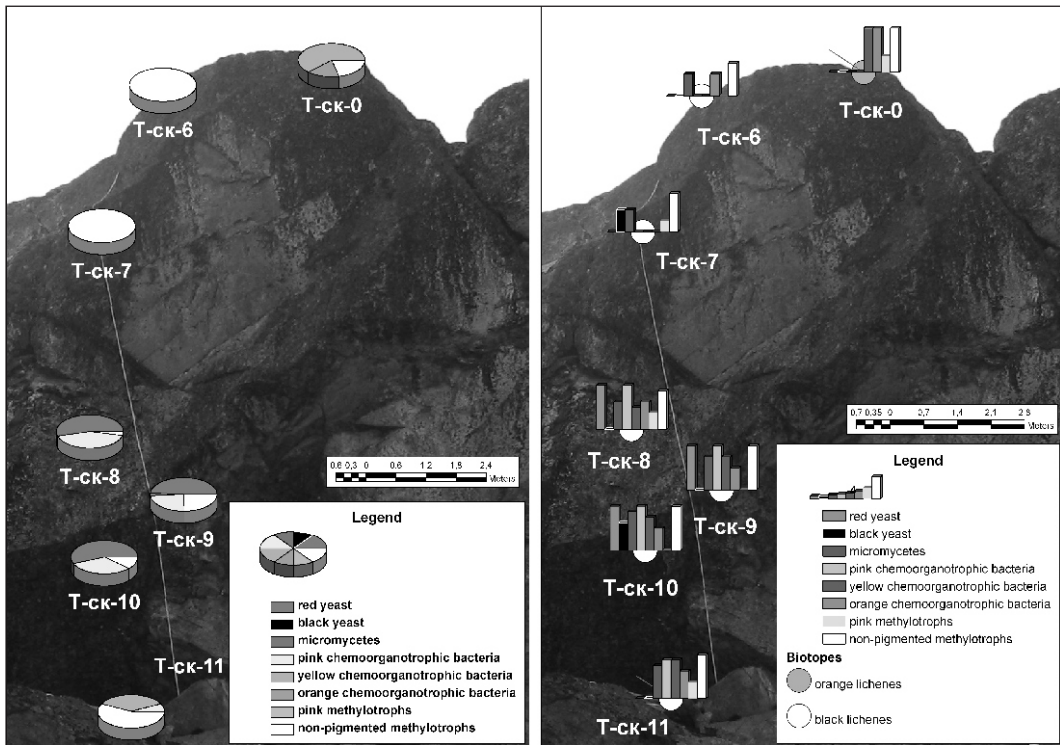 Т-ск-6
Т-ск-0
Т-ск-7
Т-ск-8
Т-ск-9
Т-ск-10
Т-ск-11
0.6 0.3 0 0.6 1.2 1.8 2.4
Meters
Legend
red yeast
black yeast
micromycetes
pink chemoorganotrophic bacteria
yellow chemoorganotrophic bacteria
orange chemoorganotrophic bacteria
pink methylotrophs
non-pigmented methylotrophs
Т-ск-0
Т-ск-6
Т-ск-7
Т-ск-8
Т-ск-9
Т-ск-10
Т-ск-11
0,7 0,35 0 0,7 1,4 2,1 2,8
Meters
Legend
red yeast
black yeast
micromycetes
pink chemoorganotrophic bacteria
yellow chemoorganotrophic bacteria
orange chemoorganotrophic bacteria
pink methylotrophs
non-pigmented methylotrophs
Biotopes
orange lichenes
black lichenes